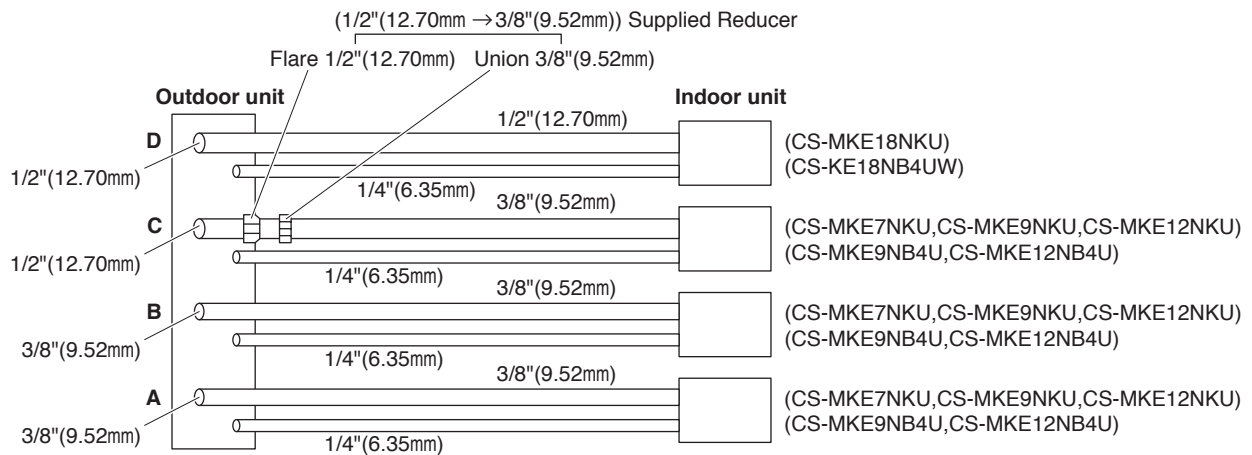 (1/2"(12.70mm →3/8"(9.52mm)) Supplied Reducer
Flare 1/2"(12.70mm) Union 3/8"(9.52mm)
Outdoor unit
Indoor unit
D
1/2"(12.70mm)
1/2"(12.70mm)
1/4"(6.35mm)
(CS-MKE18NKU)
(CS-KE18NB4UW)
C
1/2"(12.70mm)
3/8"(9.52mm)
1/4"(6.35mm)
(CS-MKE7NKU,CS-MKE9NKU,CS-MKE12NKU)
(CS-MKE9NB4U,CS-MKE12NB4U)
B
3/8"(9.52mm)
3/8"(9.52mm)
1/4"(6.35mm)
(CS-MKE7NKU,CS-MKE9NKU,CS-MKE12NKU)
(CS-MKE9NB4U,CS-MKE12NB4U)
A
3/8"(9.52mm)
3/8"(9.52mm)
1/4"(6.35mm)
(CS-MKE7NKU,CS-MKE9NKU,CS-MKE12NKU)
(CS-MKE9NB4U,CS-MKE12NB4U)